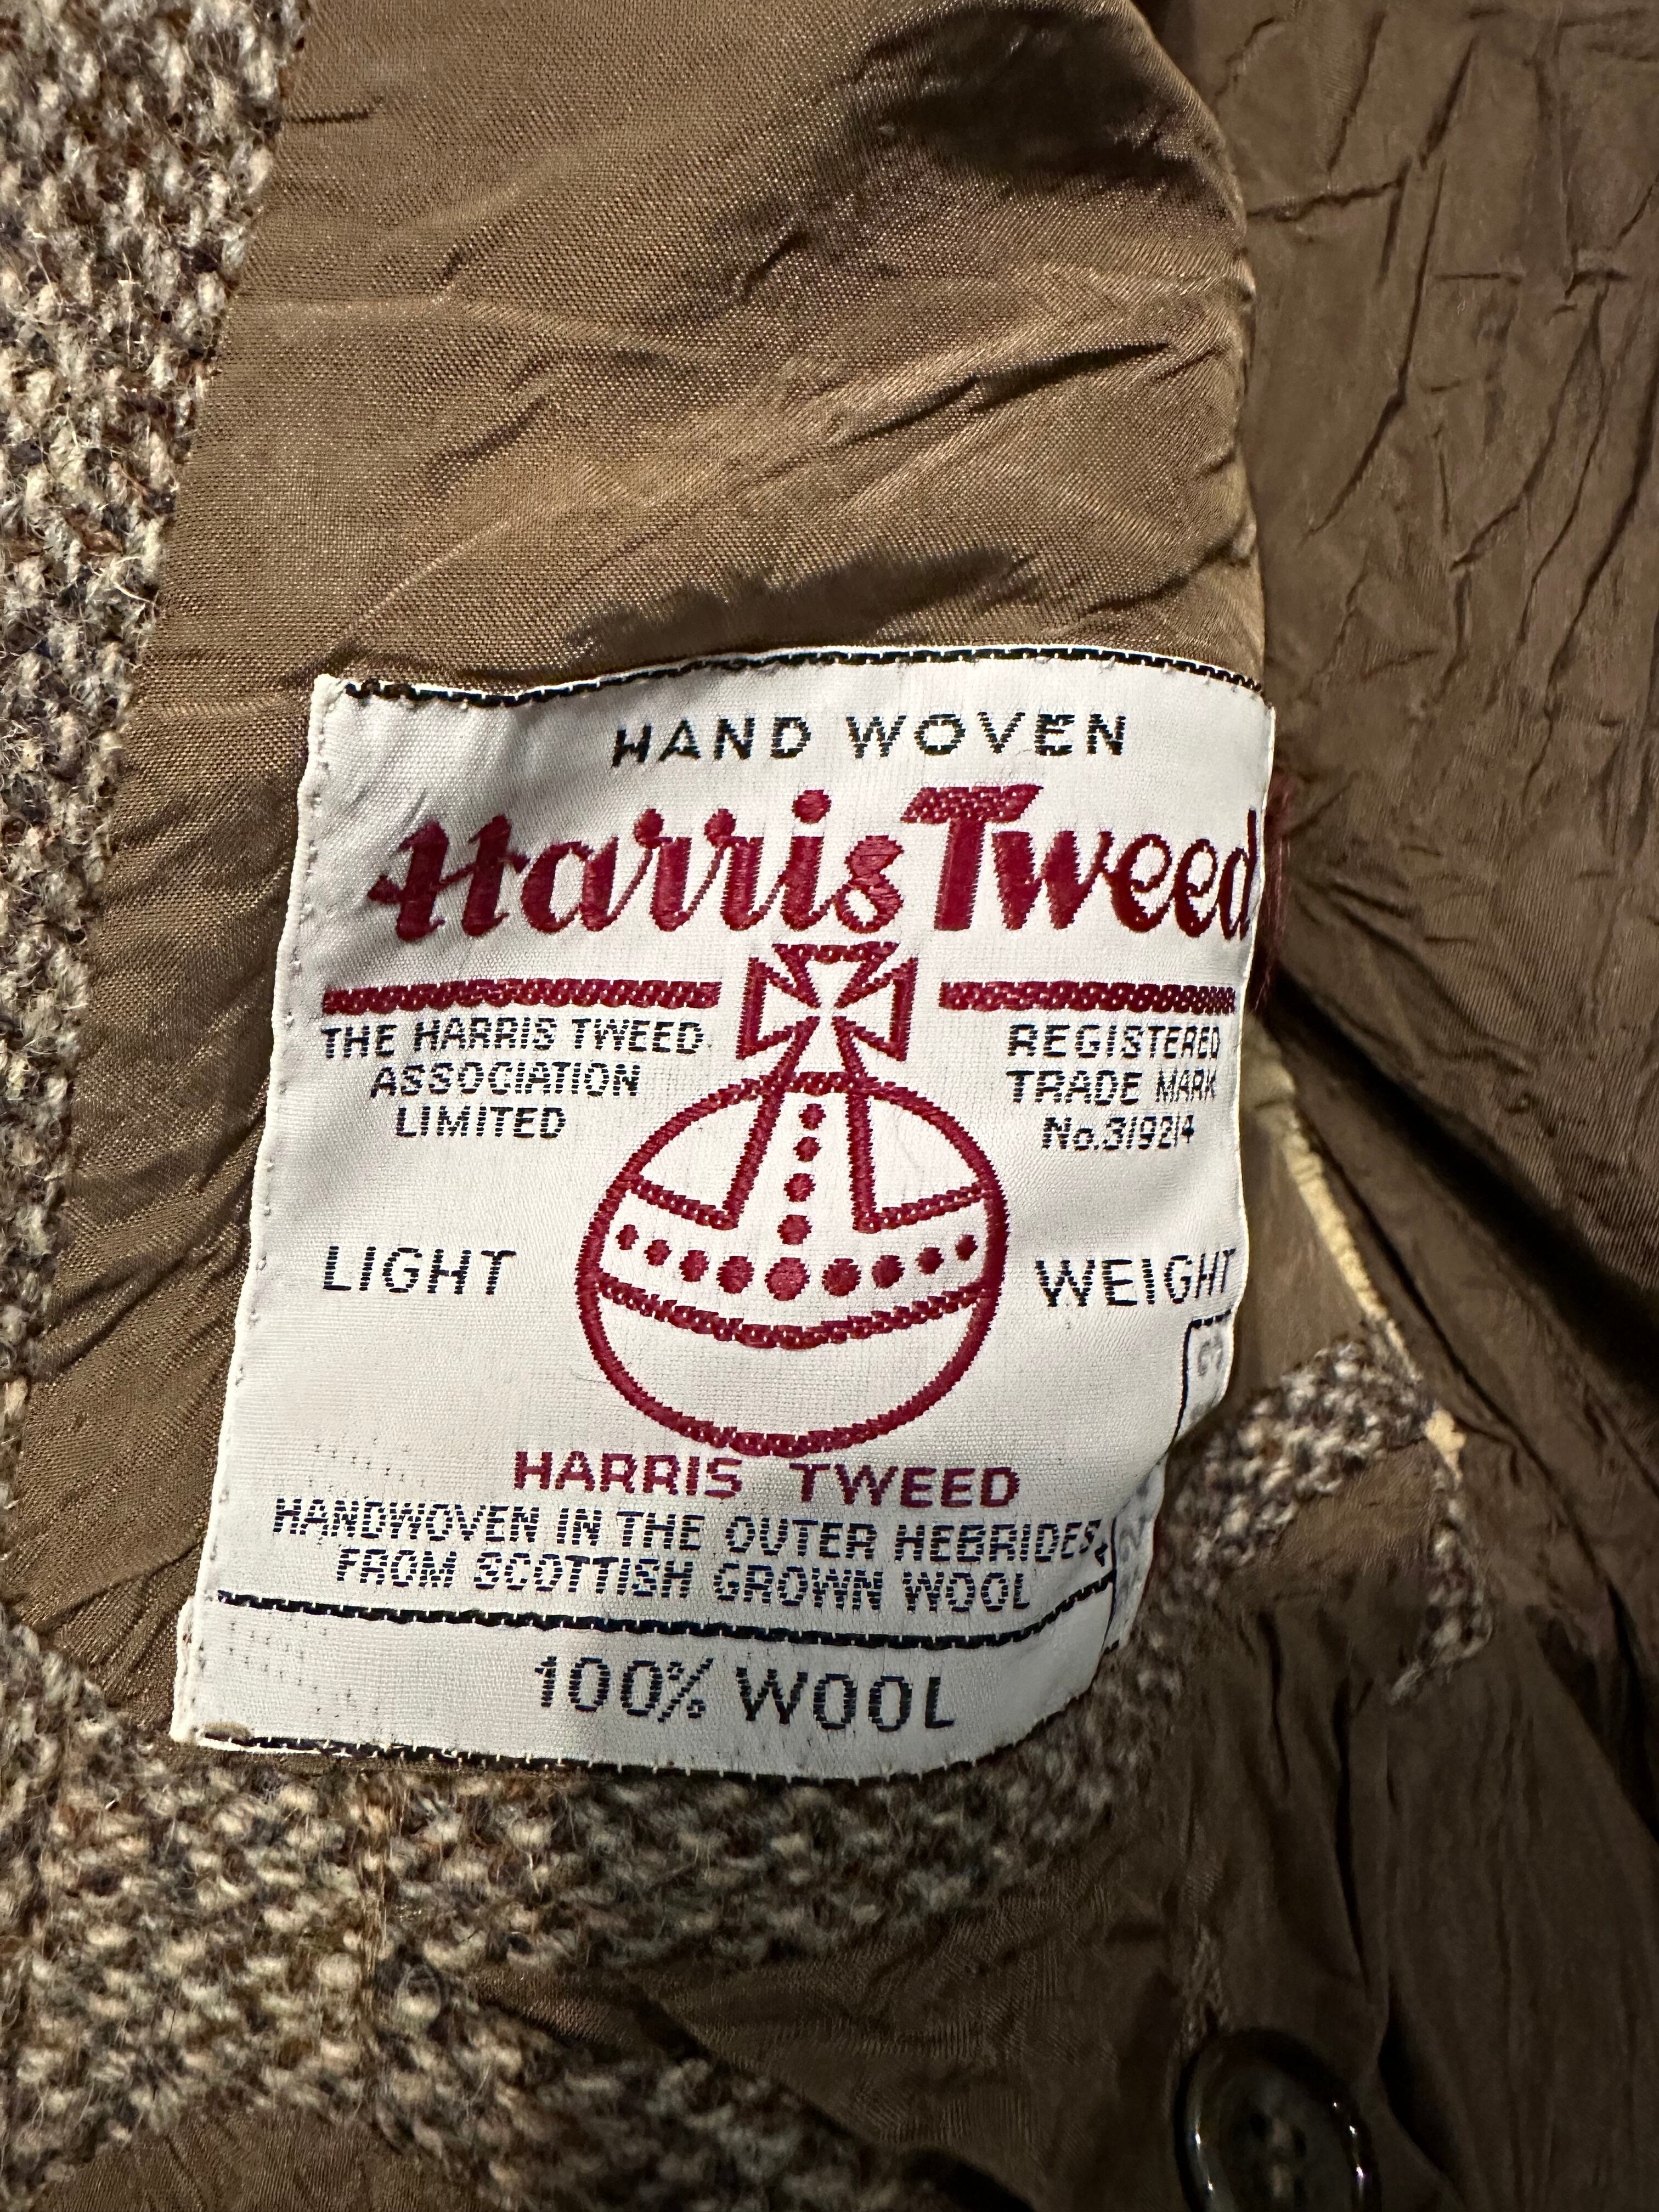 HAND WOVEN
Harris Tweed
THE HARRIS TWEED
ASSOCIATION
LIMITED
REGISTERED
TRADE MARK
No.319214
LIGHT WEIGHT
HARRIS TWEED
HANDWOVEN IN THE OUTER HEBRIDES,
FROM SCOTTISH GROWN WOOL
100% WOOL